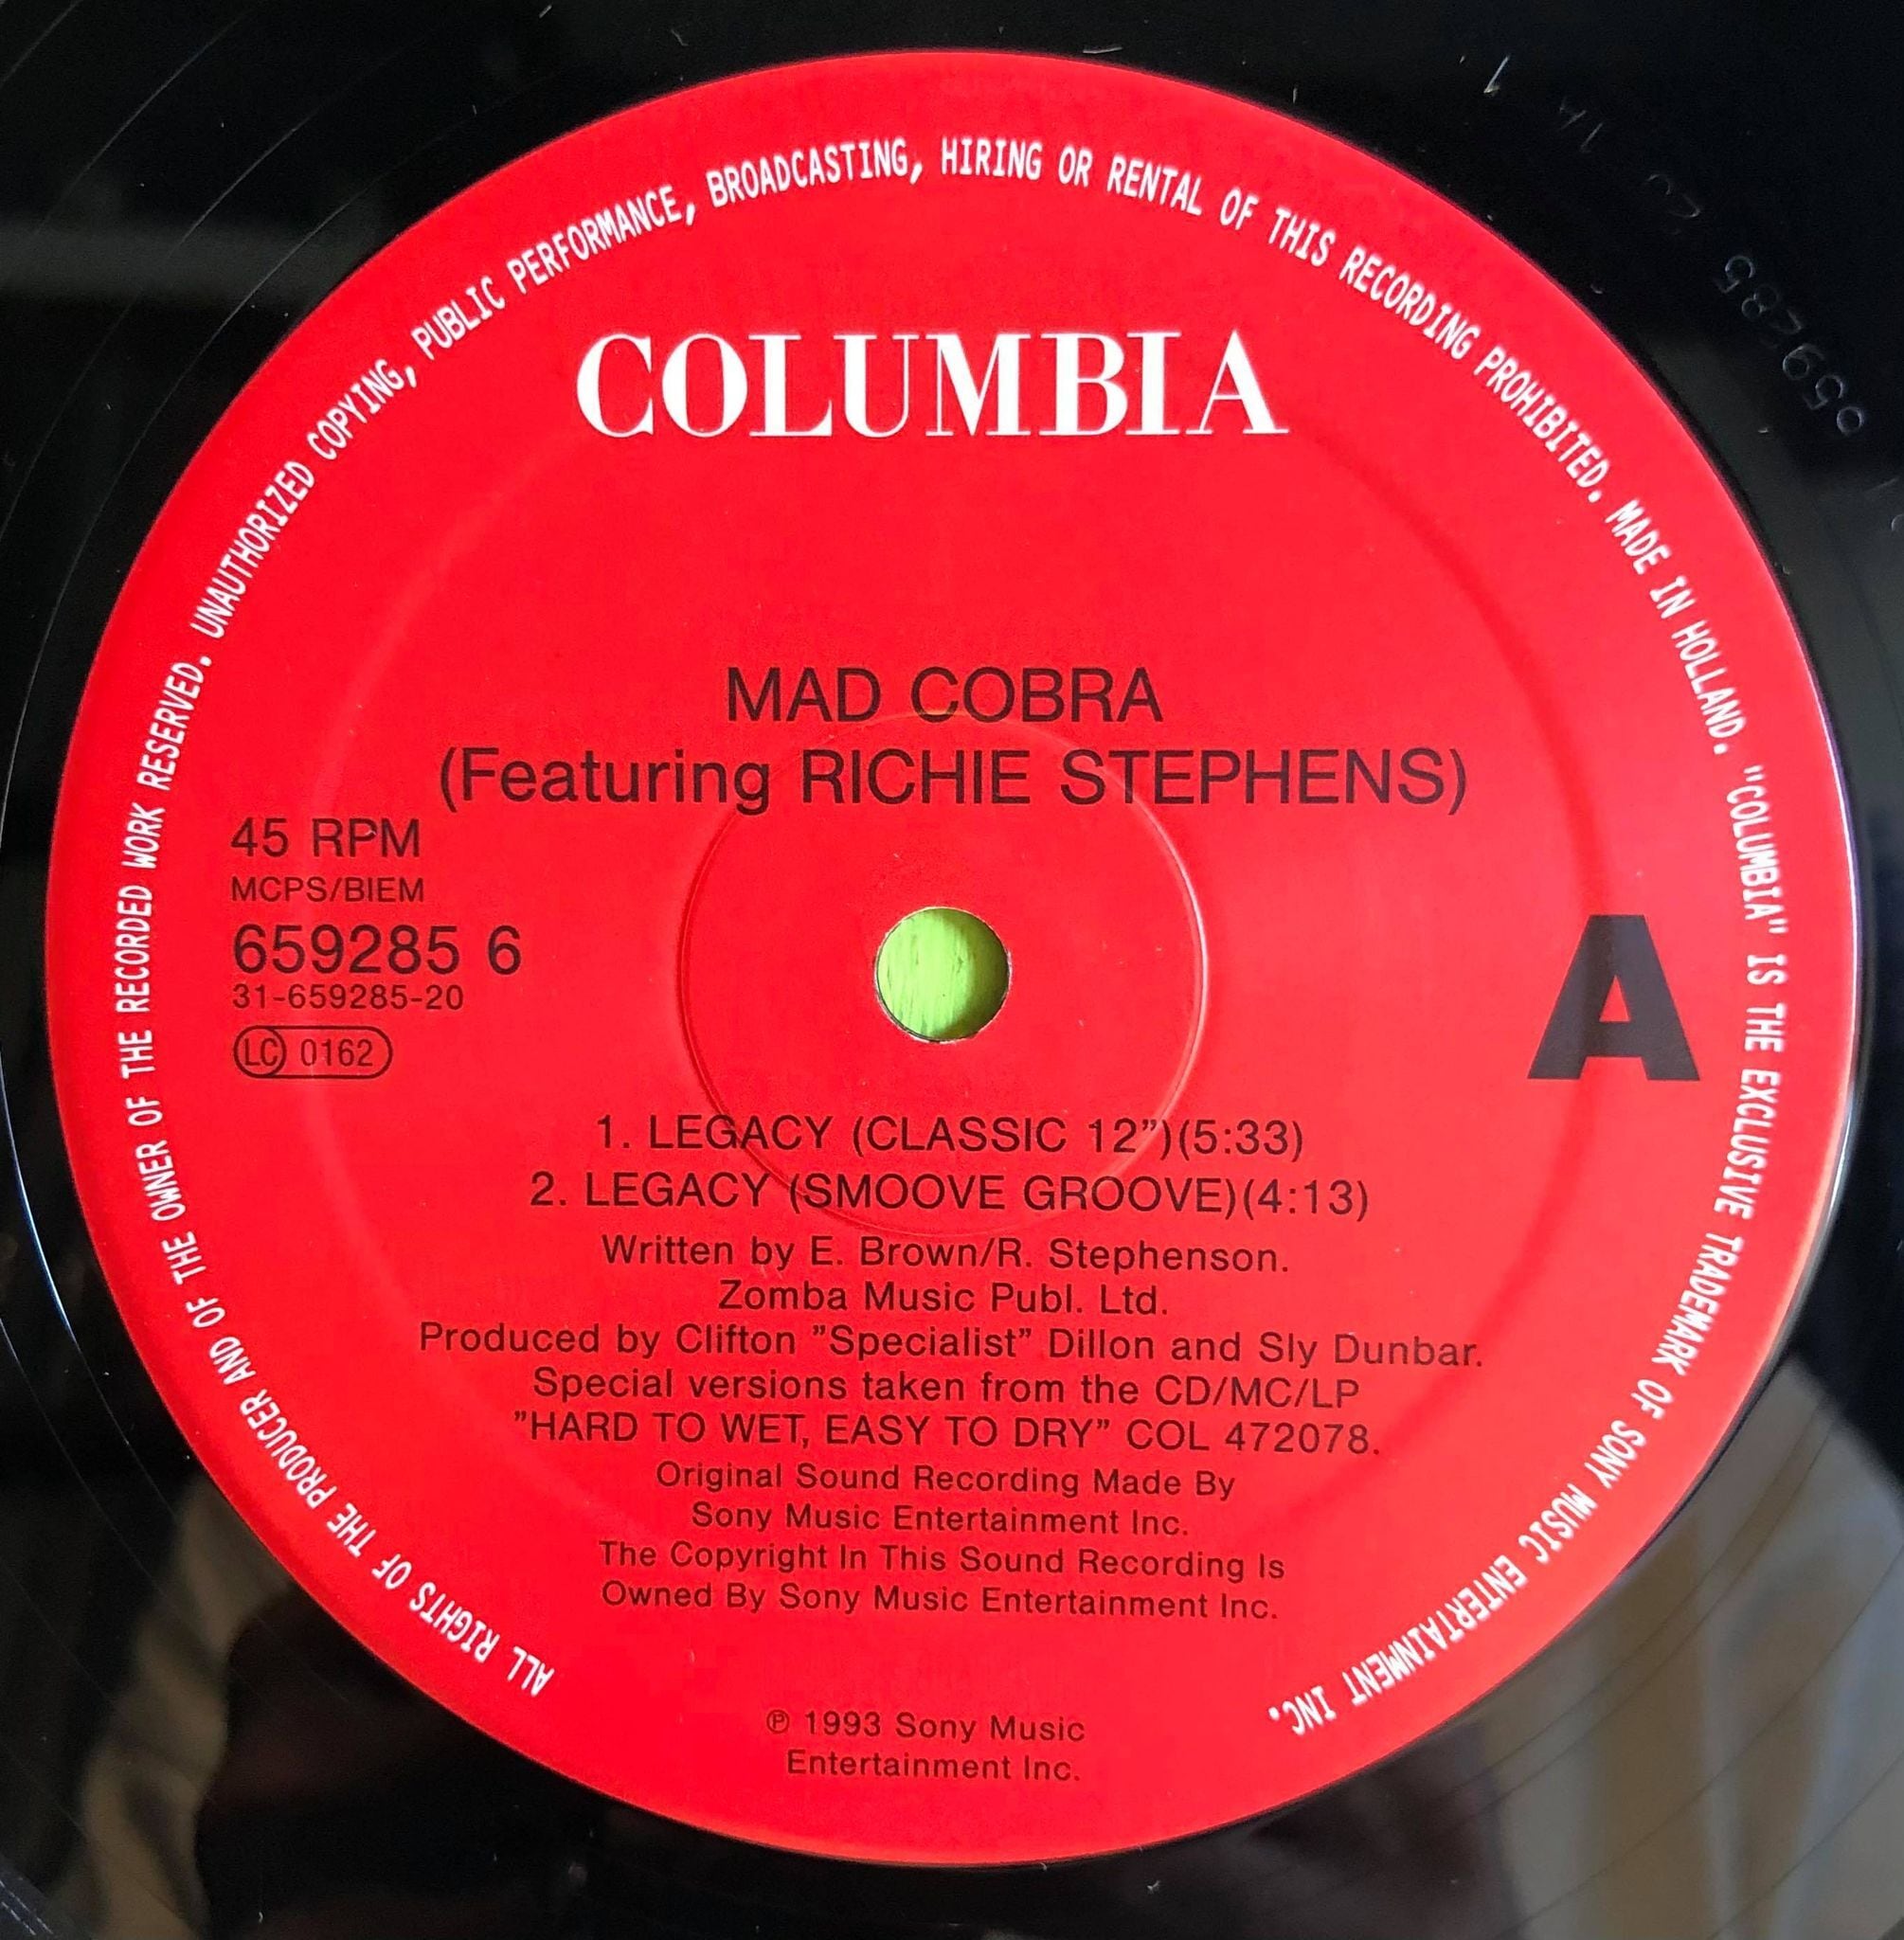 ALL RIGHTS OF THE PRODUCER AND OF THE OWNER OF THE RECORDED WORK RESERVED. UNAUTHORIZED COPYING, PUBLIC PERFORMANCE, BROADCASTING, HIRING OR RENTAL OF THIS RECORDING PROHIBITED. MADE IN HOLLAND. "COLUMBIA" IS THE EXCLUSIVE TRADEMARK OF SONY MUSIC ENTERTAINMENT INC.
COLUMBIA
MAD COBRA
(Featuring RICHIE STEPHENS)
45 RPM
MCPS/BIEM
659285 6
31-659285-20
LC 0162
A
1. LEGACY (CLASSIC 12”)(5:33)
2. LEGACY (SMOOVE GROOVE)(4:13)
Written by E. Brown/R. Stephenson.
Zomba Music Publ. Ltd.
Produced by Clifton ”Specialist” Dillon and Sly Dunbar.
Special versions taken from the CD/MC/LP
”HARD TO WET, EASY TO DRY” COL 472078.
Original Sound Recording Made By
Sony Music Entertainment Inc.
The Copyright In This Sound Recording Is
Owned By Sony Music Entertainment Inc.
℗ 1993 Sony Music
Entertainment Inc.